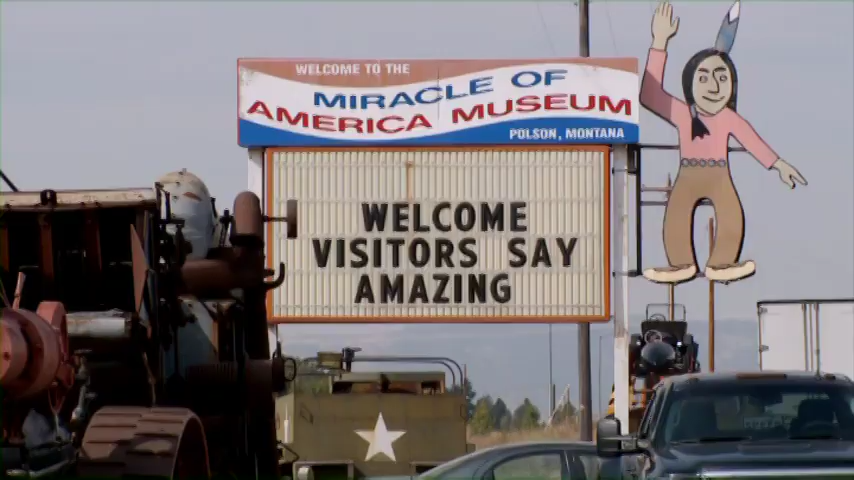 WELCOME TO THE
MIRACLE OF
AMERICA MUSEUM
POLSON, MONTANA
WELCOME
VISITORS SAY
AMAZING